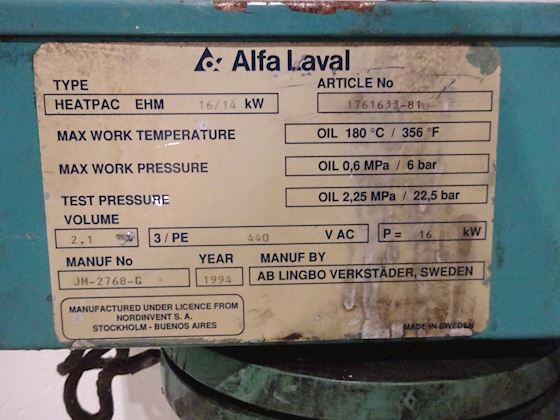 Alfa Laval
TYPE
ARTICLE No
HEATPAC EHM 16/14 kW
1761633-81
MAX WORK TEMPERATURE
OIL 180 °C / 356 °F
MAX WORK PRESSURE
OIL 0,6 MPa / 6 bar
TEST PRESSURE
OIL 2,25 MPa / 22,5 bar
VOLUME
2,1
3 / PE 440 V AC
P = 16 kW
MANUF No
YEAR
MANUF BY
JM-2768-G
1994
AB LINGBO VERKSTÄDER, SWEDEN
MANUFACTURED UNDER LICENCE FROM
NORDINVENT S. A.
STOCKHOLM - BUENOS AIRES
MADE IN SWEDEN